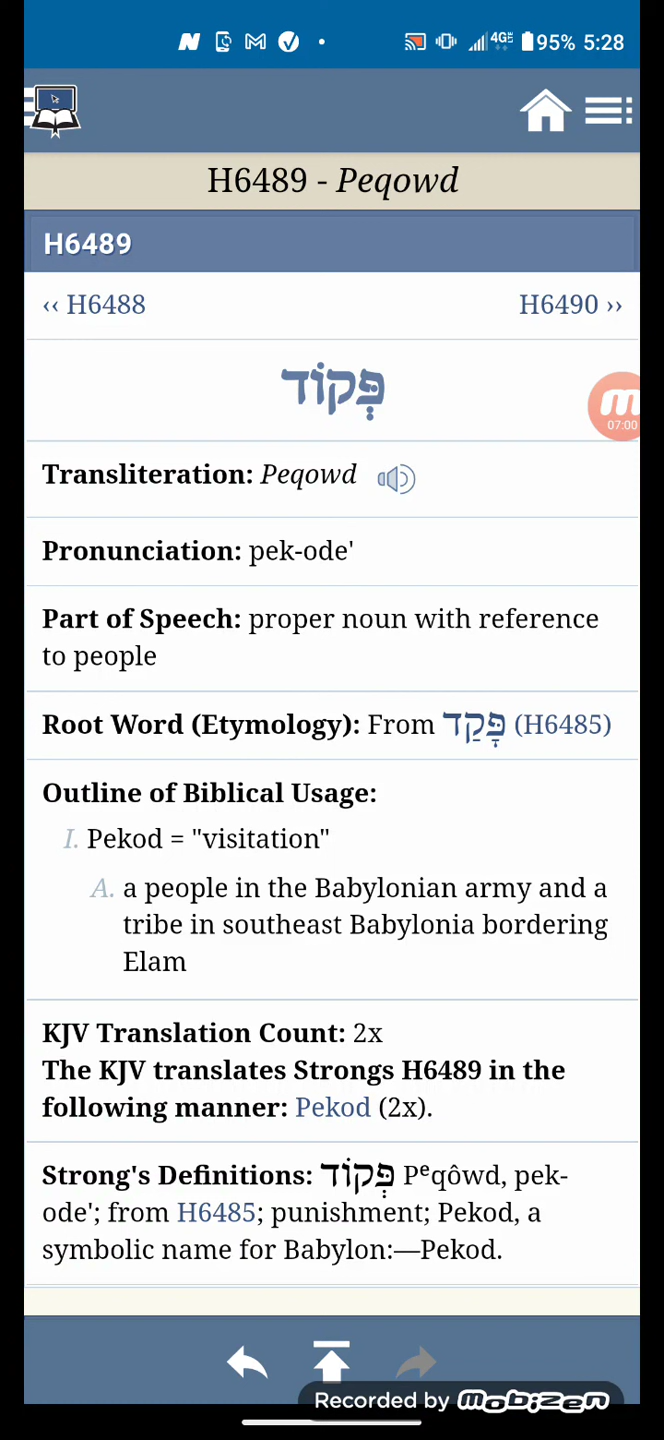 4G 95% 5:28
H6489 - Peqowd
H6489
‹‹ H6488 H6490 ››
פְּקוֹד
07:00
Transliteration: Peqowd
Pronunciation: pek-ode'
Part of Speech: proper noun with reference
to people
Root Word (Etymology): From פָּקַד (H6485)
Outline of Biblical Usage:
I. Pekod = "visitation"
A. a people in the Babylonian army and a
tribe in southeast Babylonia bordering
Elam
KJV Translation Count: 2x
The KJV translates Strongs H6489 in the
following manner: Pekod (2x).
Strong's Definitions: פְּקוֹד Pᵉqôwd, pek-
ode'; from H6485; punishment; Pekod, a
symbolic name for Babylon:—Pekod.
Recorded by mobizen